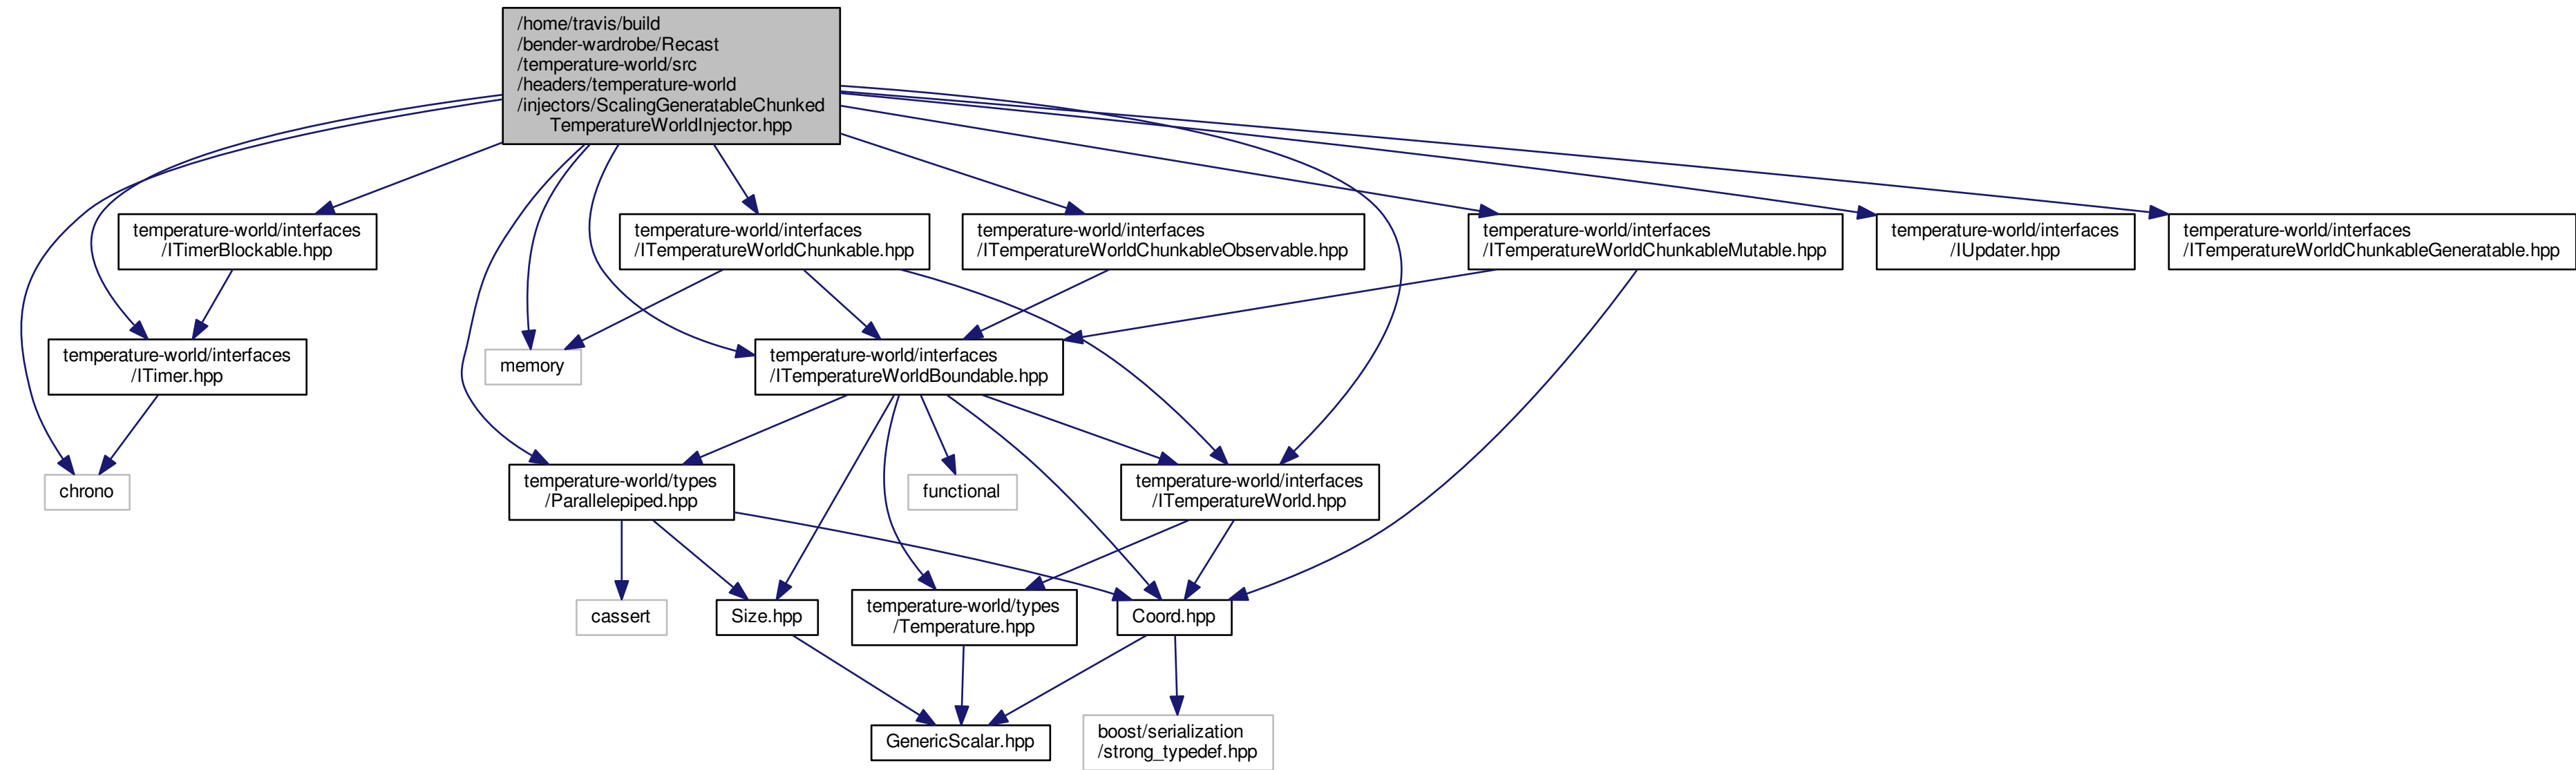 /home/travis/build
/bender-wardrobe/Recast
/temperature-world/src
/headers/temperature-world
/injectors/ScalingGeneratableChunked
TemperatureWorldInjector.hpp
temperature-world/interfaces
/ITimerBlockable.hpp
temperature-world/interfaces
/ITemperatureWorldChunkable.hpp
temperature-world/interfaces
/ITemperatureWorldChunkableObservable.hpp
temperature-world/interfaces
/ITemperatureWorldChunkableMutable.hpp
temperature-world/interfaces
/IUpdater.hpp
temperature-world/interfaces
/ITemperatureWorldChunkableGeneratable.hpp
temperature-world/interfaces
/ITimer.hpp
memory
temperature-world/interfaces
/ITemperatureWorldBoundable.hpp
chrono
temperature-world/types
/Parallelepiped.hpp
functional
temperature-world/interfaces
/ITemperatureWorld.hpp
cassert
Size.hpp
temperature-world/types
/Temperature.hpp
Coord.hpp
GenericScalar.hpp
boost/serialization
/strong_typedef.hpp